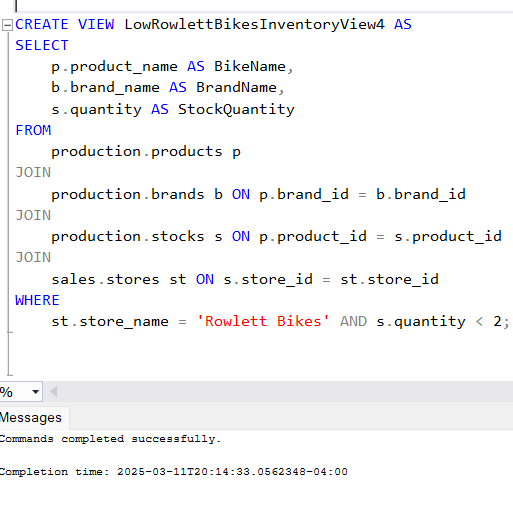 CREATE VIEW LowRowlettBikesInventoryView4 AS
SELECT
p.product_name AS BikeName,
b.brand_name AS BrandName,
s.quantity AS StockQuantity
FROM
production.products p
JOIN
production.brands b ON p.brand_id = b.brand_id
JOIN
production.stocks s ON p.product_id = s.product_id
JOIN
sales.stores st ON s.store_id = st.store_id
WHERE
st.store_name = 'Rowlett Bikes' AND s.quantity < 2;
%
Messages
Commands completed successfully.
Completion time: 2025-03-11T20:14:33.0562348-04:00